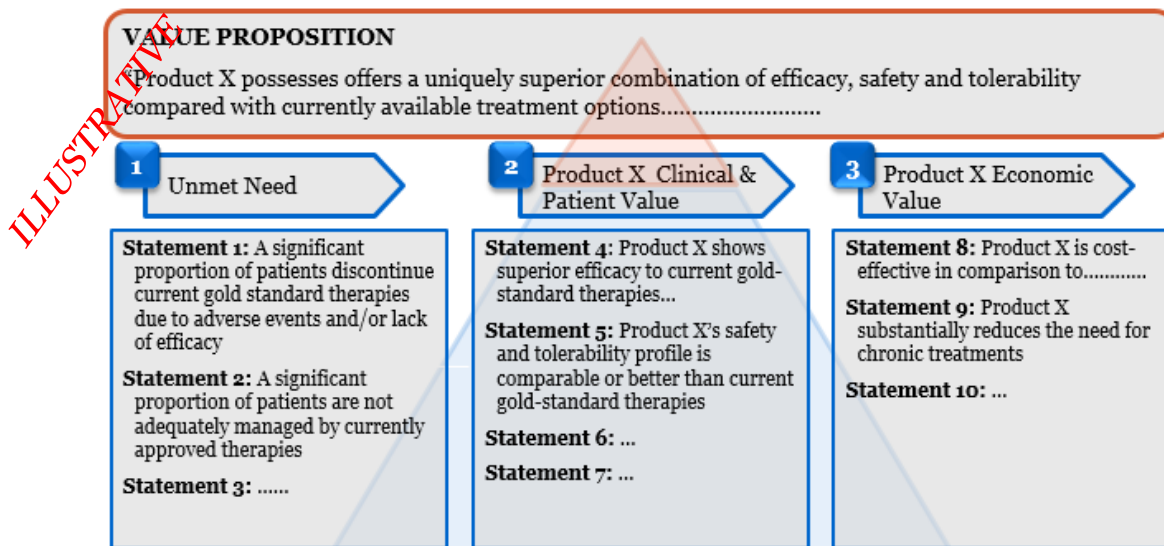 ILLUSTRATIVE
VALUE PROPOSITION
“Product X possesses offers a uniquely superior combination of efficacy, safety and tolerability
compared with currently available treatment options..........................
1
Unmet Need
Statement 1: A significant
proportion of patients discontinue
current gold standard therapies
due to adverse events and/or lack
of efficacy
Statement 2: A significant
proportion of patients are not
adequately managed by currently
approved therapies
Statement 3: ......
2
Product X Clinical &
Patient Value
Statement 4: Product X shows
superior efficacy to current gold-
standard therapies...
Statement 5: Product X’s safety
and tolerability profile is
comparable or better than current
gold-standard therapies
Statement 6: ...
Statement 7: ...
3
Product X Economic
Value
Statement 8: Product X is cost-
effective in comparison to............
Statement 9: Product X
substantially reduces the need for
chronic treatments
Statement 10: ...